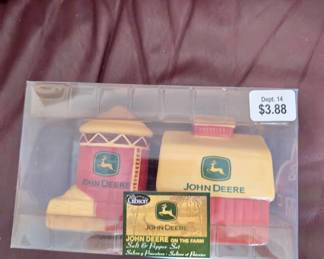 Dept. 14
$3.88
JOHN DEERE
JOHN DEERE
Gibson
JOHN DEERE
JOHN DEERE ON THE FARM
Salt & Pepper Set